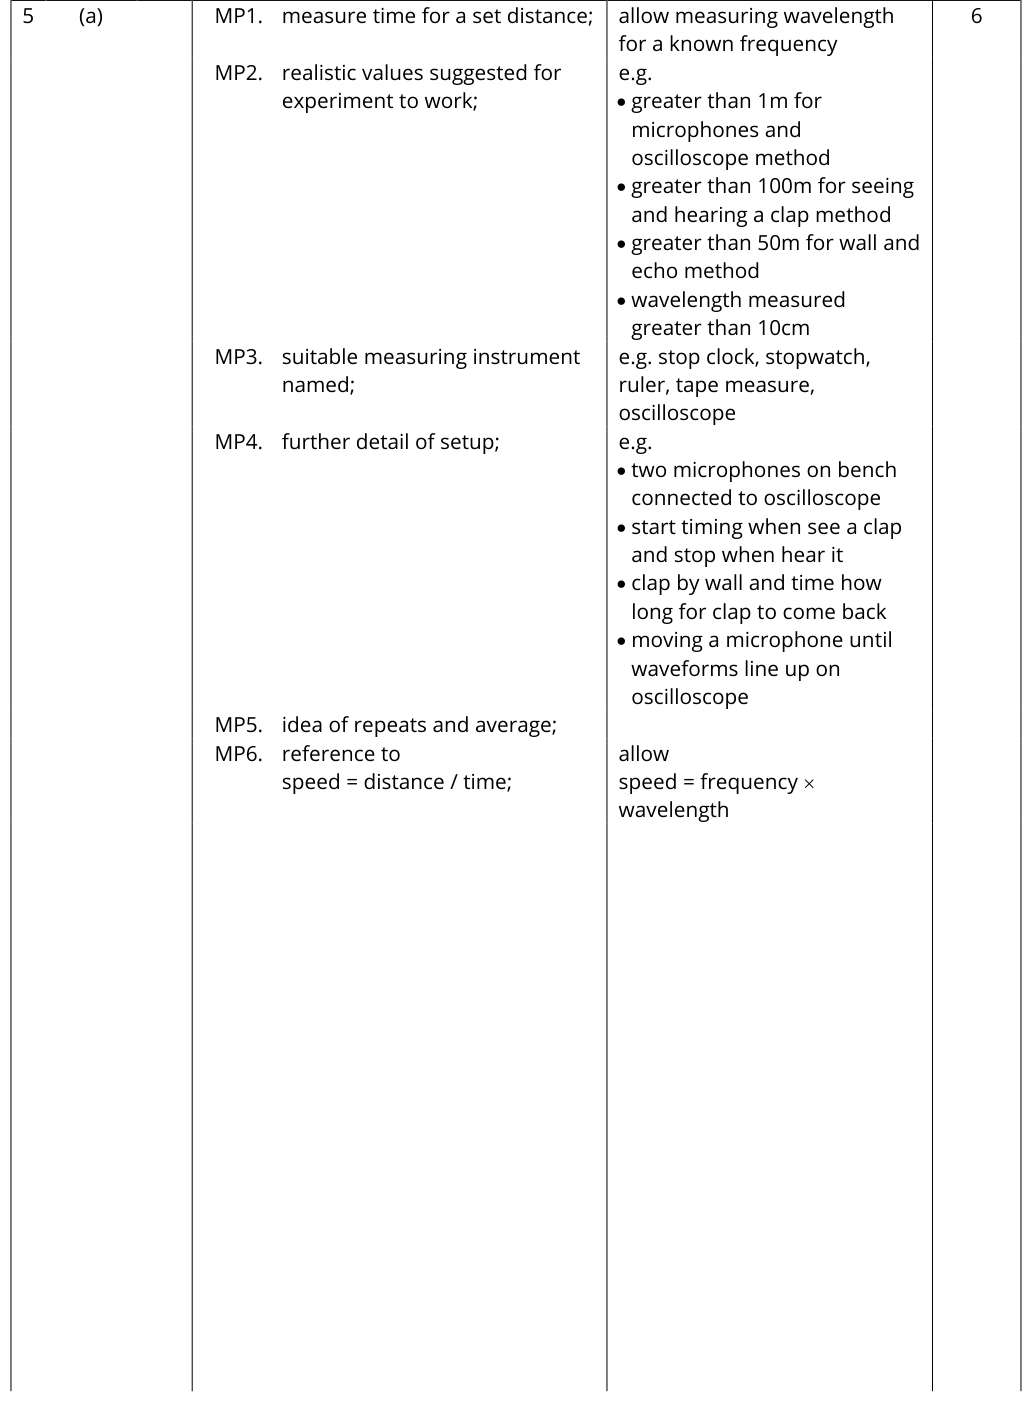 5 (a) MP1. measure time for a set distance; allow measuring wavelength 6
for a known frequency
MP2. realistic values suggested for e.g.
experiment to work; • greater than 1m for
microphones and
oscilloscope method
• greater than 100m for seeing
and hearing a clap method
• greater than 50m for wall and
echo method
• wavelength measured
greater than 10cm
MP3. suitable measuring instrument e.g. stop clock, stopwatch,
named; ruler, tape measure,
oscilloscope
MP4. further detail of setup; e.g.
• two microphones on bench
connected to oscilloscope
• start timing when see a clap
and stop when hear it
• clap by wall and time how
long for clap to come back
• moving a microphone until
waveforms line up on
oscilloscope
MP5. idea of repeats and average;
MP6. reference to allow
speed = distance / time; speed = frequency ×
wavelength